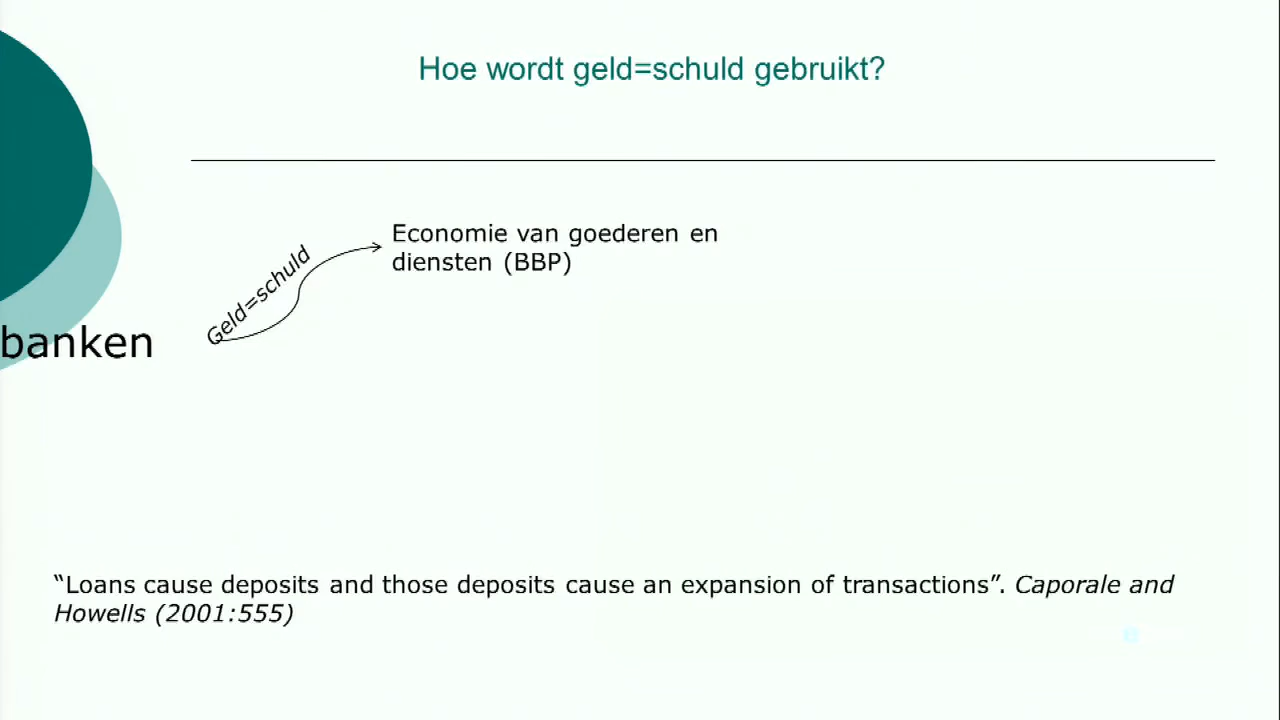 Hoe wordt geld=schuld gebruikt?
Economie van goederen en
diensten (BBP)
Geld=schuld
banken
“Loans cause deposits and those deposits cause an expansion of transactions”. Caporale and
Howells (2001:555)